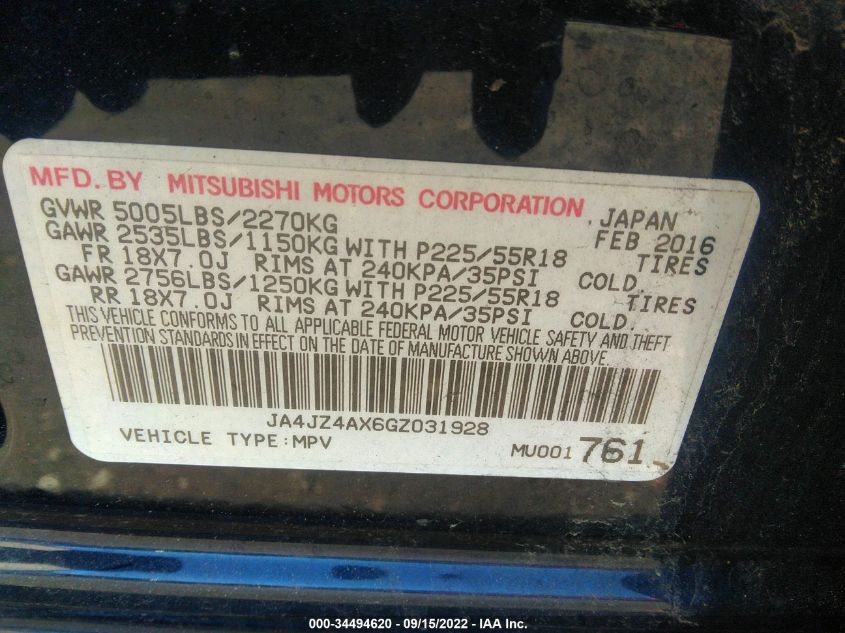 MFD. BY MITSUBISHI MOTORS CORPORATION, JAPAN
GVWR 5005LBS/2270KG FEB 2016
GAWR 2535LBS/1150KG WITH P225/55R18 TIRES
FR 18X7.0J RIMS AT 240KPA/35PSI COLD.
GAWR 2756LBS/1250KG WITH P225/55R18 TIRES
RR 18X7.0J RIMS AT 240KPA/35PSI COLD.
THIS VEHICLE CONFORMS TO ALL APPLICABLE FEDERAL MOTOR VEHICLE SAFETY AND THEFT
PREVENTION STANDARDS IN EFFECT ON THE DATE OF MANUFACTURE SHOWN ABOVE.
JA4JZ4AX6GZ031928
VEHICLE TYPE:MPV MU001761
000-34494620 - 09/15/2022 - IAA Inc.